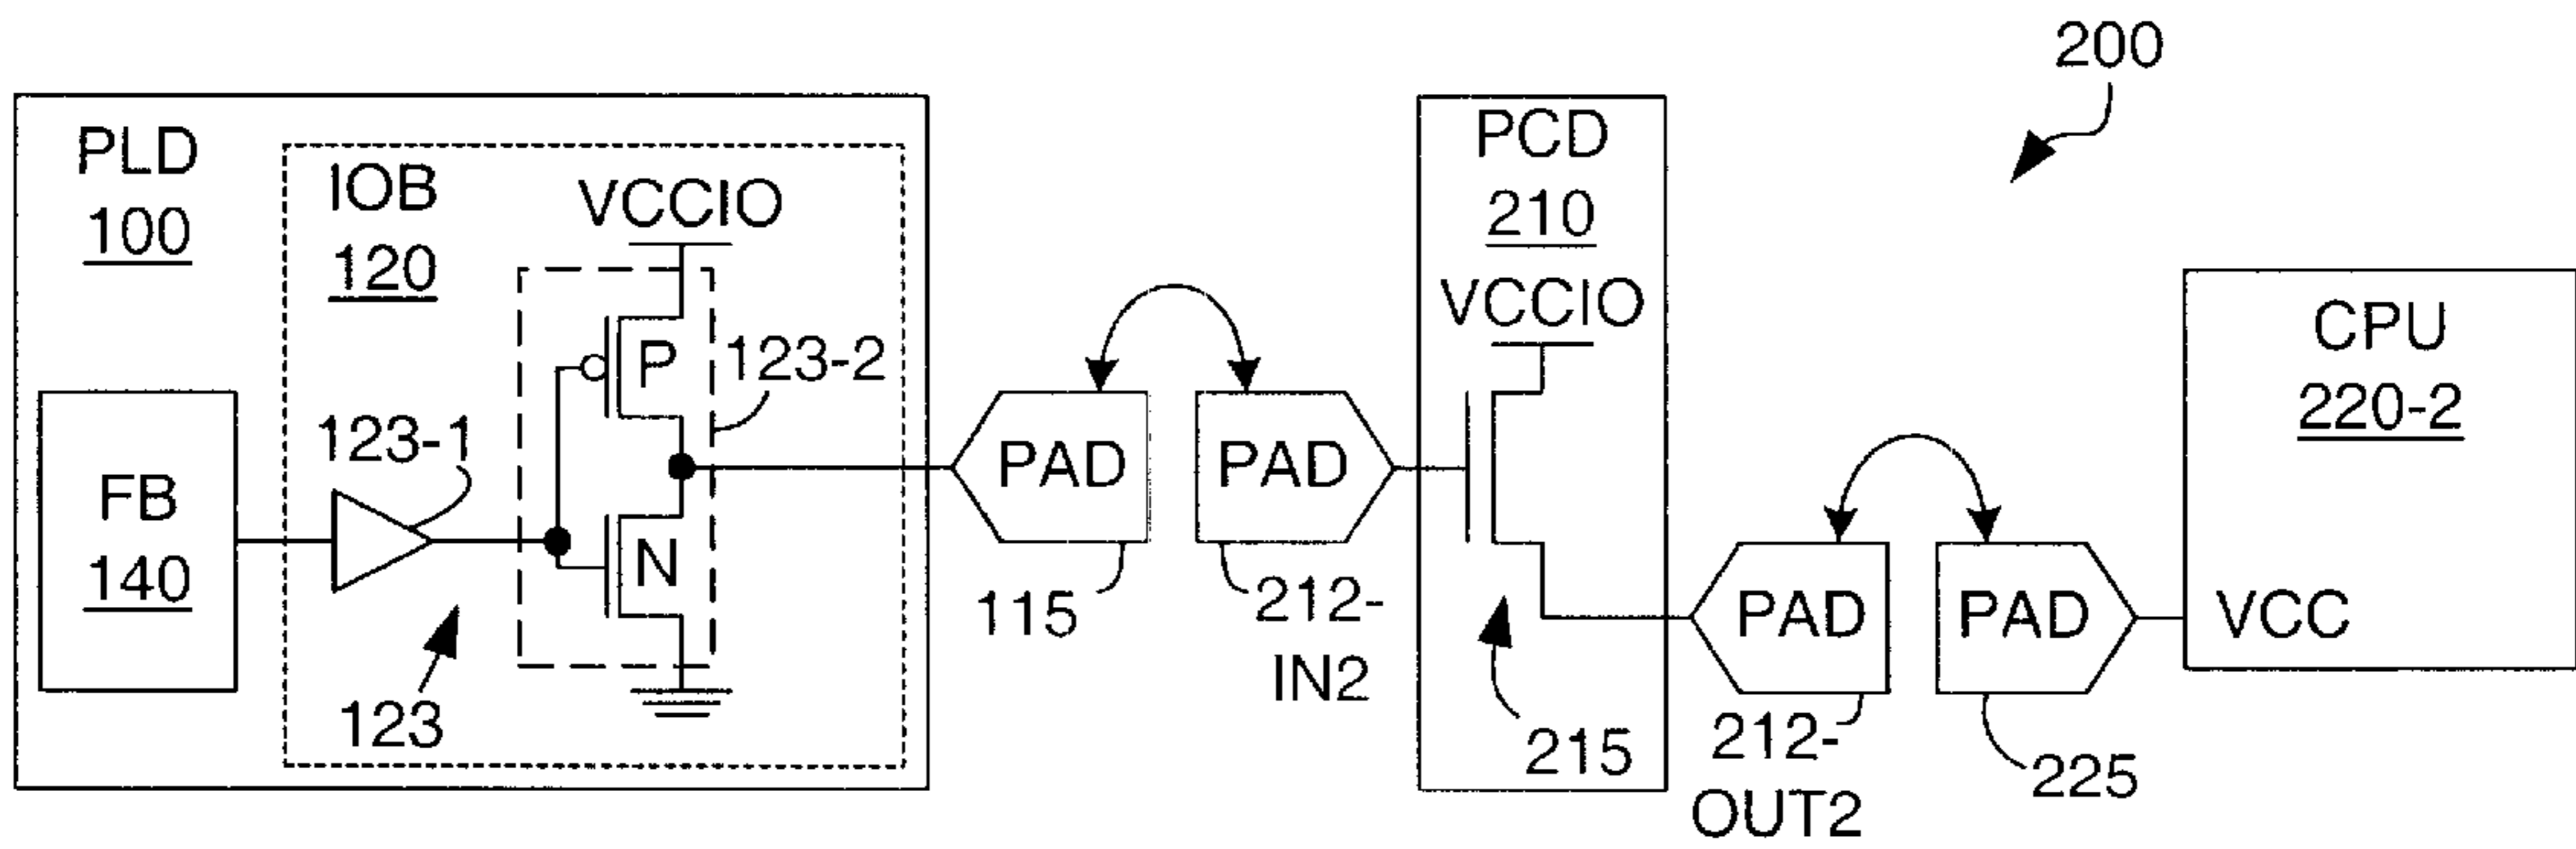 200
PLD
100
IOB
120
VCCIO
P
123-2
123-1
N
FB
140
123
PAD
115
PAD
212-
IN2
PCD
210
VCCIO
215
PAD
212-
OUT2
PAD
225
CPU
220-2
VCC